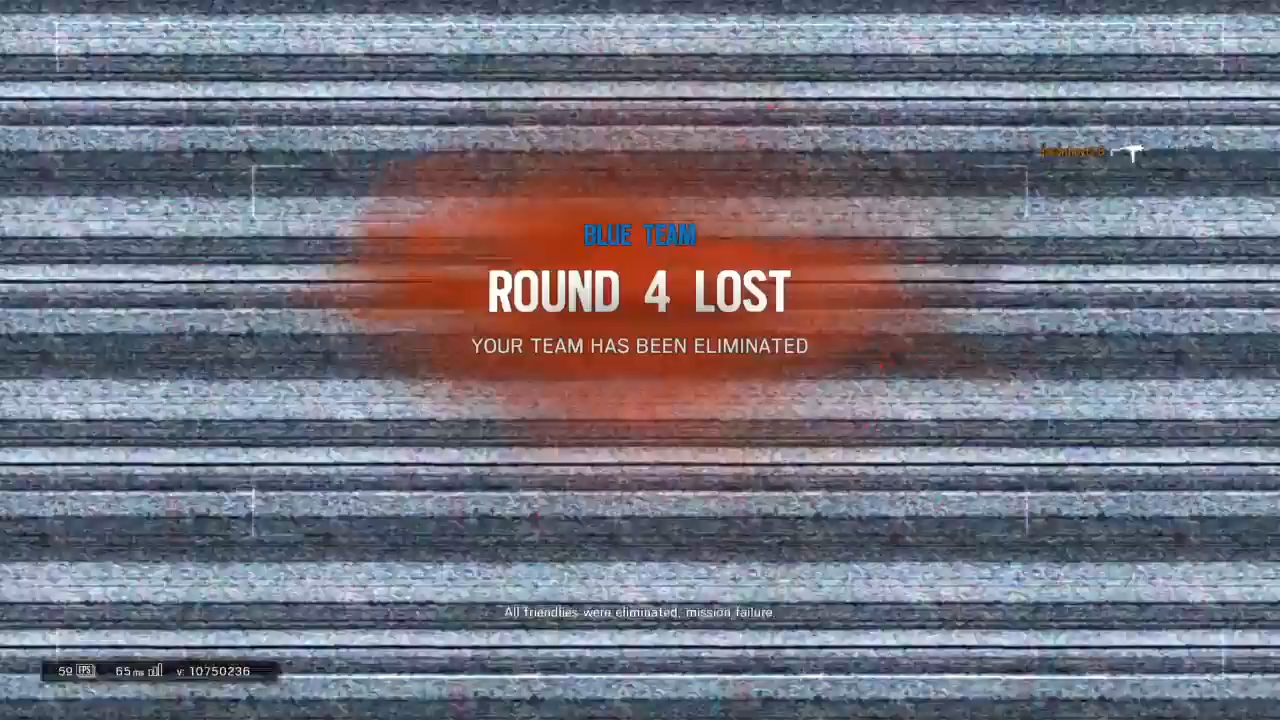 BLUE TEAM
ROUND 4 LOST
YOUR TEAM HAS BEEN ELIMINATED
All friendlies were eliminated, mission failure.
59 FPS 65 ms v: 10750236